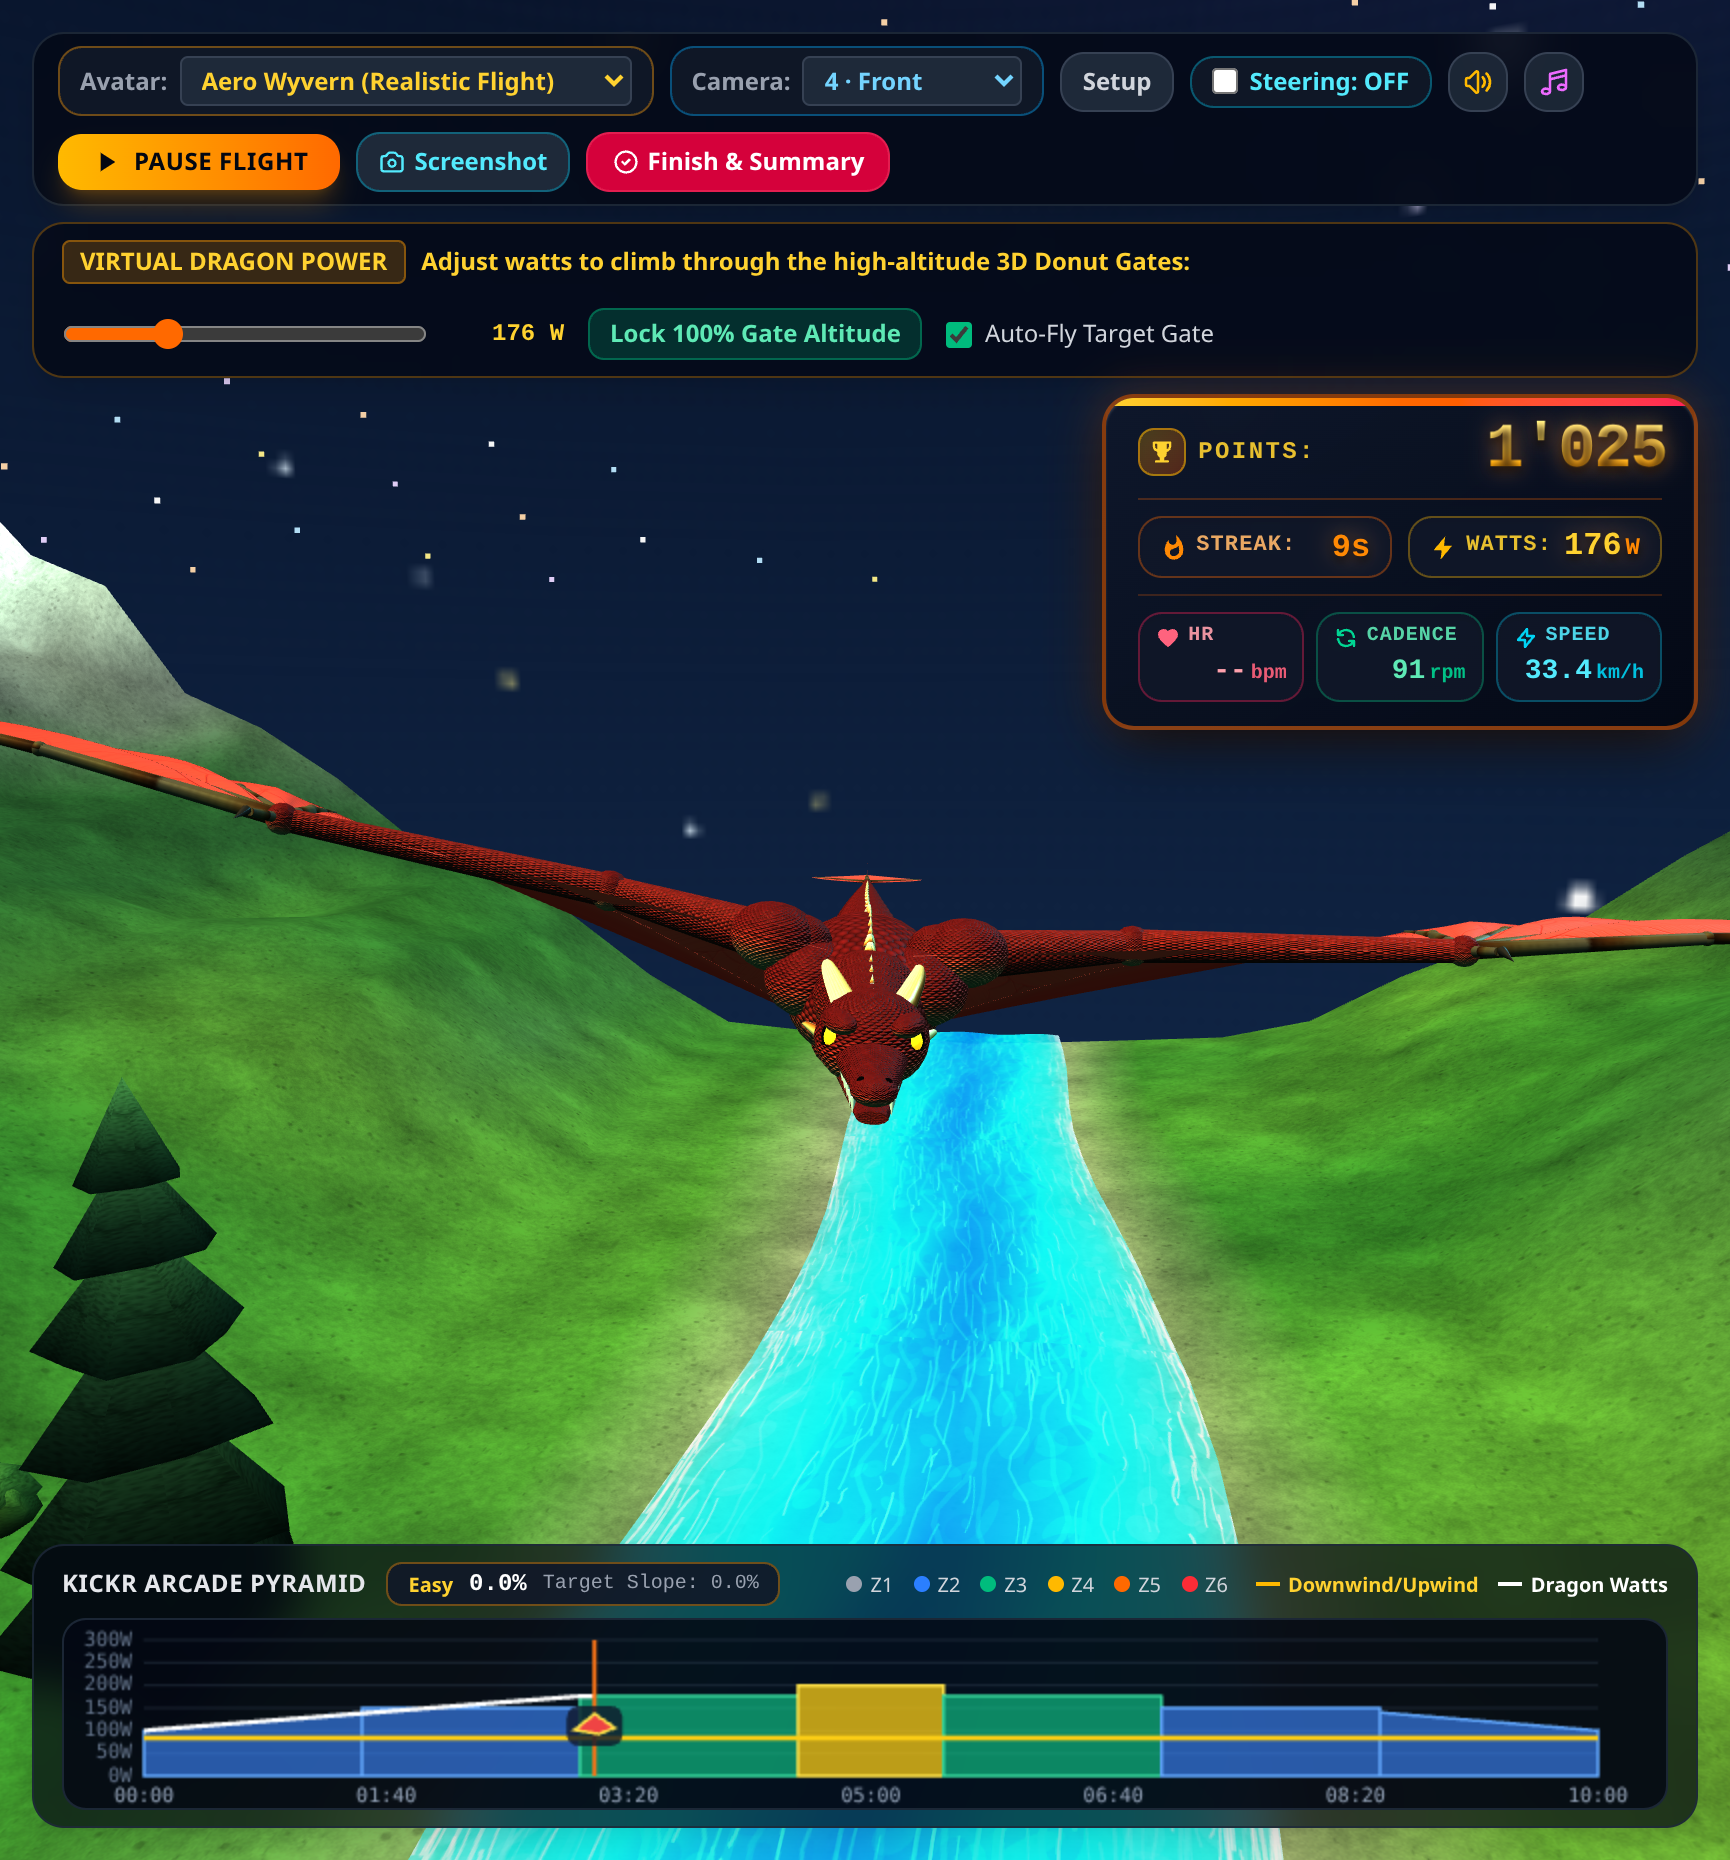 Avatar: Aero Wyvern (Realistic Flight) Camera: 4 · Front Setup Steering: OFF
PAUSE FLIGHT Screenshot Finish & Summary
VIRTUAL DRAGON POWER Adjust watts to climb through the high-altitude 3D Donut Gates:
176 W Lock 100% Gate Altitude Auto-Fly Target Gate
POINTS: 1'025
STREAK: 9s WATTS: 176 W
HR CADENCE SPEED
-- bpm 91 rpm 33.4 km/h
KICKR ARCADE PYRAMID Easy 0.0% Target Slope: 0.0% Z1 Z2 Z3 Z4 Z5 Z6 Downwind/Upwind Dragon Watts
300W
250W
200W
150W
100W
50W
0W
00:00 01:40 03:20 05:00 06:40 08:20 10:00